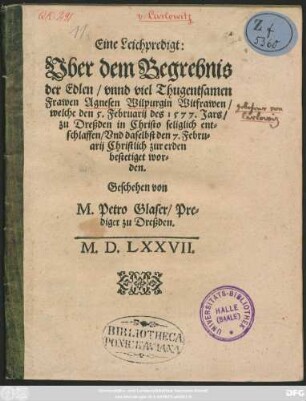 v. Carlowitz
Z f
5360
Eine Leichpredigt:
Vber dem Begrebnis
der Edlen / vnnd viel Thugentsamen
Frawen Agnesen Wilpurgin Witfrawen /
welche den 5. Februarij des 1577. Jars /
zu Dreßden in Christo seliglich ent-
schlaffen / Vnd daselbst den 7. Febru-
arij Christlich zur erden
bestetiget wor-
den.
Geschehen von
M. Petro Glaser / Pre-
diger zu Dreßden.
M. D. LXXVII.
BIBLIOTHECA
PONICKAVIANA
UNIVERSITÄTS-BIBLIOTHEK
HALLE
(SAALE)